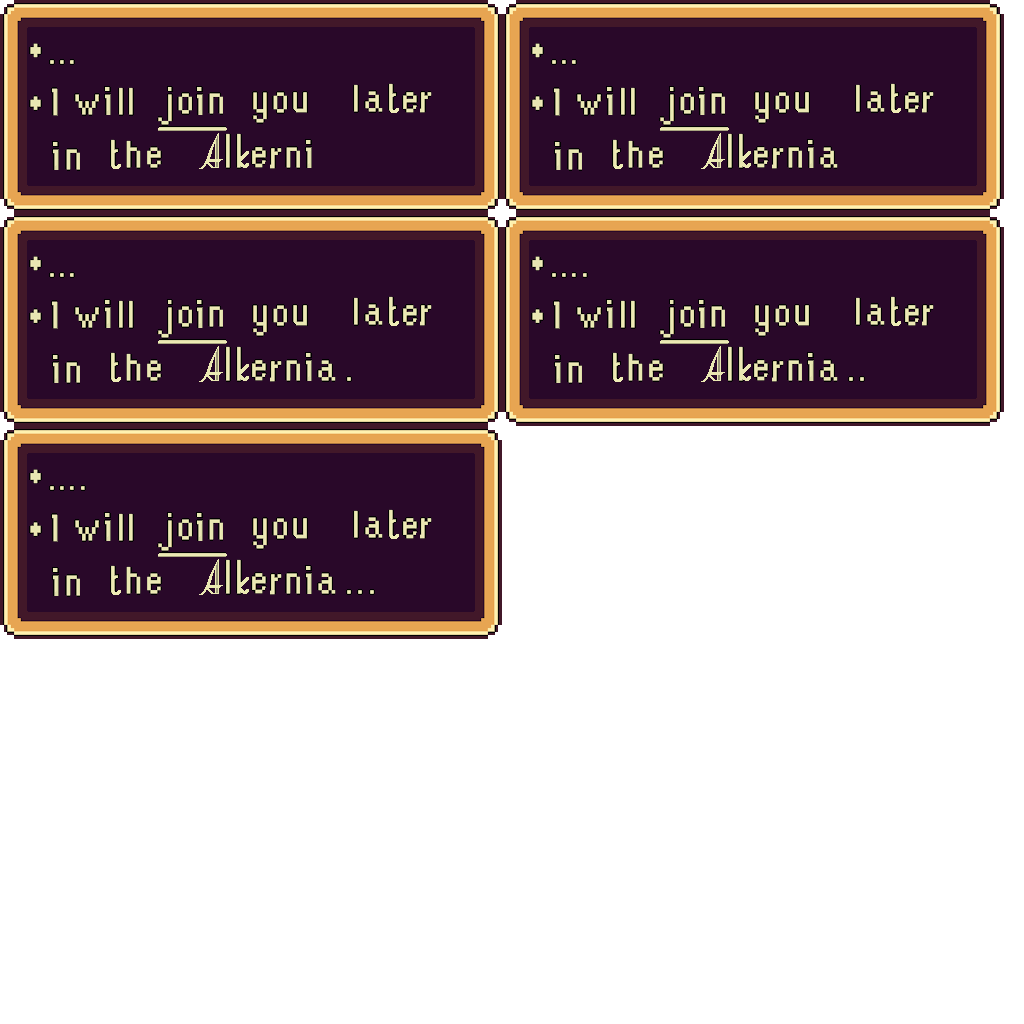 ...
I will join you later
in the Alkerni
...
I will join you later
in the Alkernia
...
I will join you later
in the Alkernia.
....
I will join you later
in the Alkernia..
....
I will join you later
in the Alkernia...